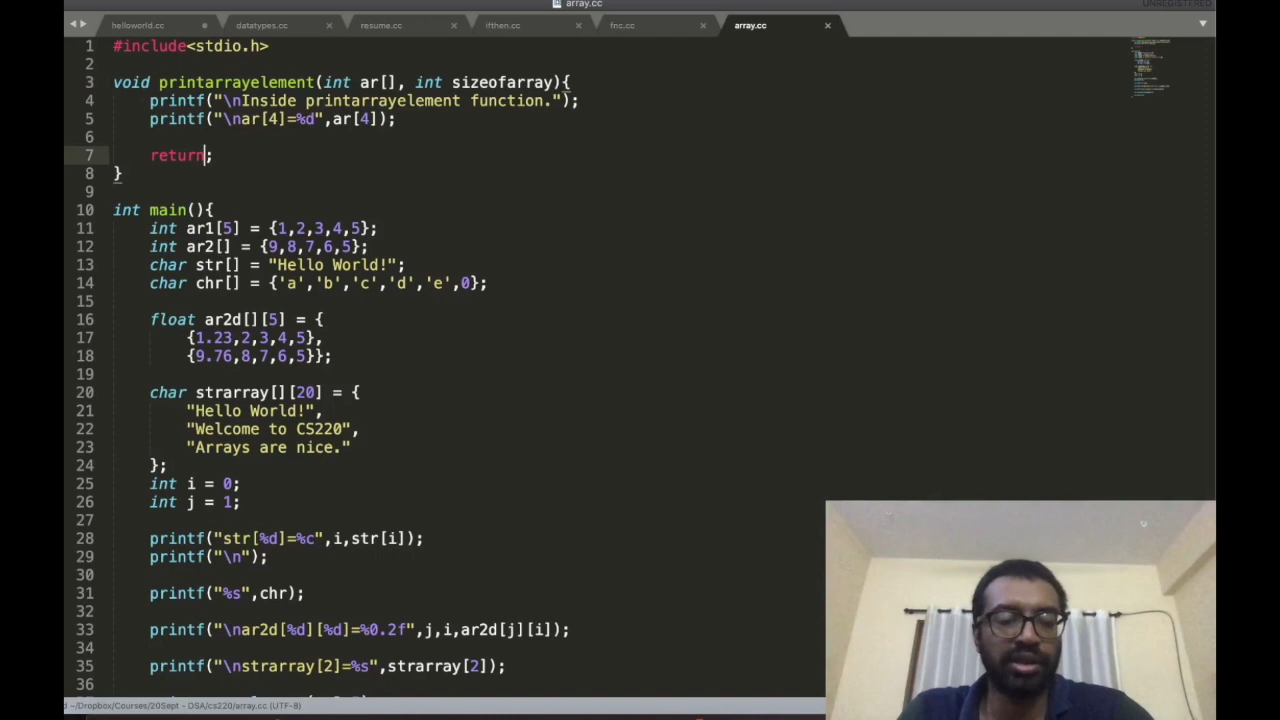 array.cc
UNREGISTERED
helloworld.cc
datatypes.cc
resume.cc
ifthen.cc
fnc.cc
array.cc
1 #include<stdio.h>
2
3 void printarrayelement(int ar[], int sizeofarray){
4 printf("\nInside printarrayelement function.");
5 printf("\nar[4]=%d",ar[4]);
6
7 return;
8 }
9
10 int main(){
11 int ar1[5] = {1,2,3,4,5};
12 int ar2[] = {9,8,7,6,5};
13 char str[] = "Hello World!";
14 char chr[] = {'a','b','c','d','e',0};
15
16 float ar2d[][5] = {
17 {1.23,2,3,4,5},
18 {9.76,8,7,6,5}};
19
20 char strarray[][20] = {
21 "Hello World!",
22 "Welcome to CS220",
23 "Arrays are nice."
24 };
25 int i = 0;
26 int j = 1;
27
28 printf("str[%d]=%c",i,str[i]);
29 printf("\n");
30
31 printf("%s",chr);
32
33 printf("\nar2d[%d][%d]=%0.2f",j,i,ar2d[j][i]);
34
35 printf("\nstrarray[2]=%s",strarray[2]);
36
~/Dropbox/Courses/20Sept - DSA/cs220/array.cc (UTF-8)